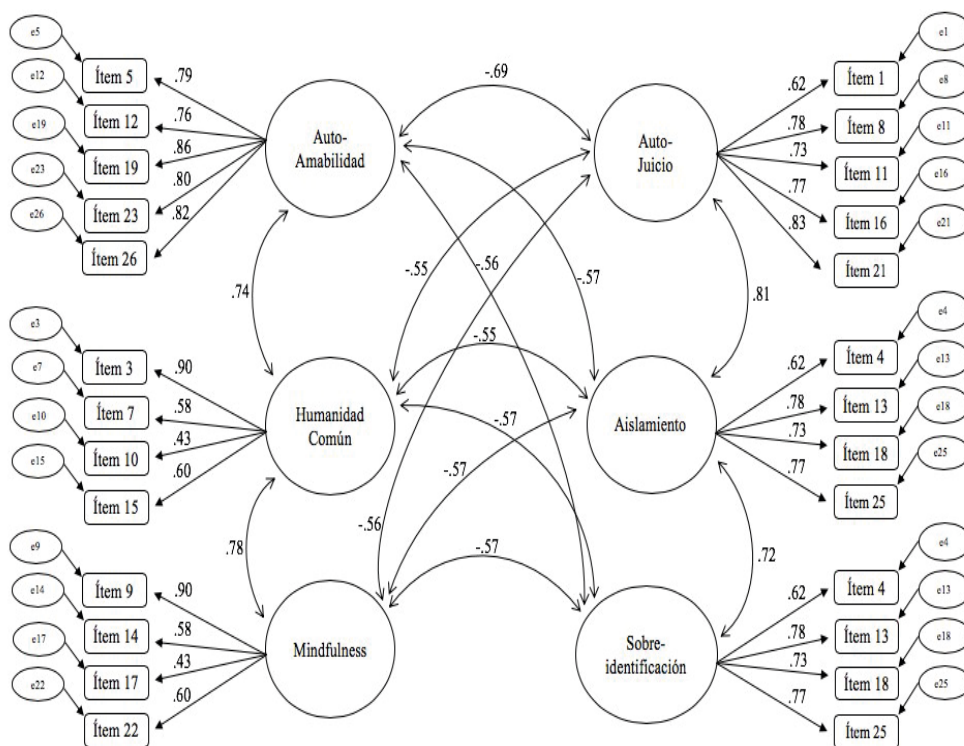 e5
Ítem 5
.79
e12
Ítem 12
.76
e19
Ítem 19
.86
e23
Ítem 23
.80
e26
Ítem 26
.82
Auto-
Amabilidad
-.69
Auto-
Juicio
e1
Ítem 1
.62
e8
Ítem 8
.78
e11
Ítem 11
.73
e16
Ítem 16
.77
e21
Ítem 21
.83
.74
-.55
-.56
-.57
.81
e3
Ítem 3
.90
e7
Ítem 7
.58
e10
Ítem 10
.43
e15
Ítem 15
.60
Humanidad
Común
-.55
-.57
Aislamiento
e4
Ítem 4
.62
e13
Ítem 13
.78
e18
Ítem 18
.73
e25
Ítem 25
.77
.78
-.56
-.57
-.57
.72
e9
Ítem 9
.90
e14
Ítem 14
.58
e17
Ítem 17
.43
e22
Ítem 22
.60
Mindfulness
Sobre-
identificación
e4
Ítem 4
.62
e13
Ítem 13
.78
e18
Ítem 18
.73
e25
Ítem 25
.77